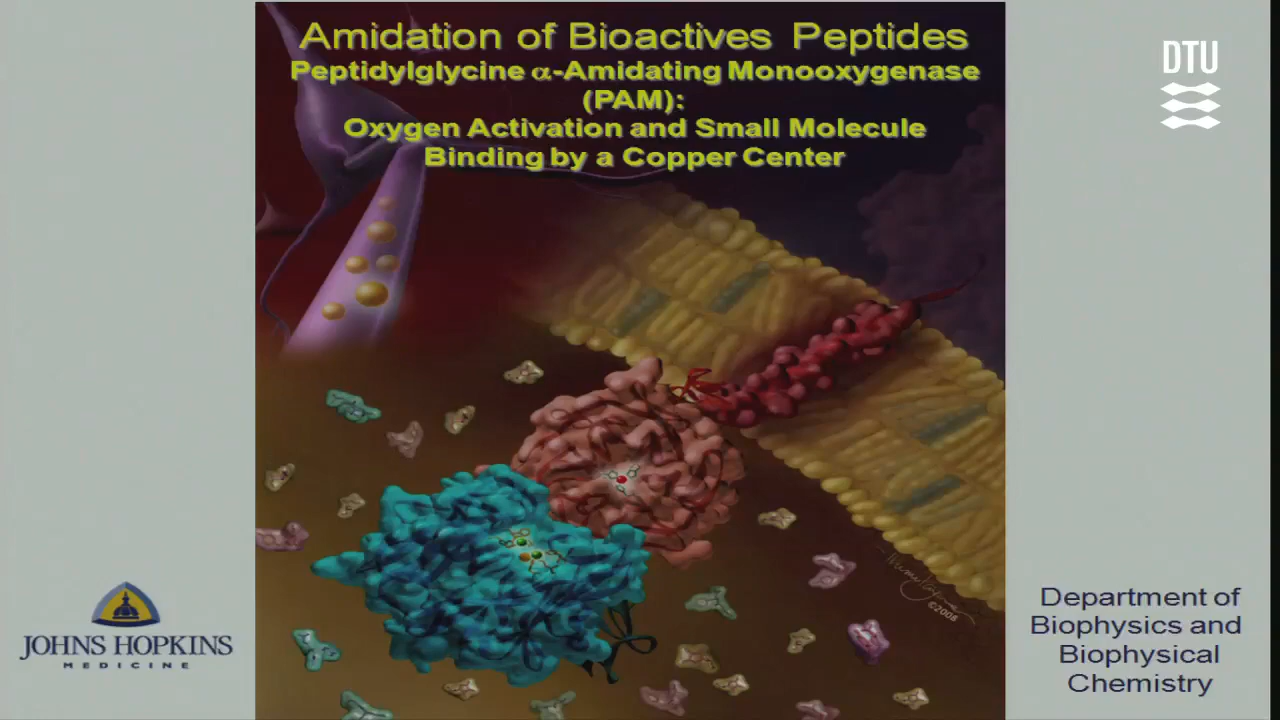 Amidation of Bioactives Peptides
Peptidylglycine α-Amidating Monooxygenase
(PAM):
Oxygen Activation and Small Molecule
Binding by a Copper Center
DTU
©2008
JOHNS HOPKINS
MEDICINE
Department of
Biophysics and
Biophysical
Chemistry